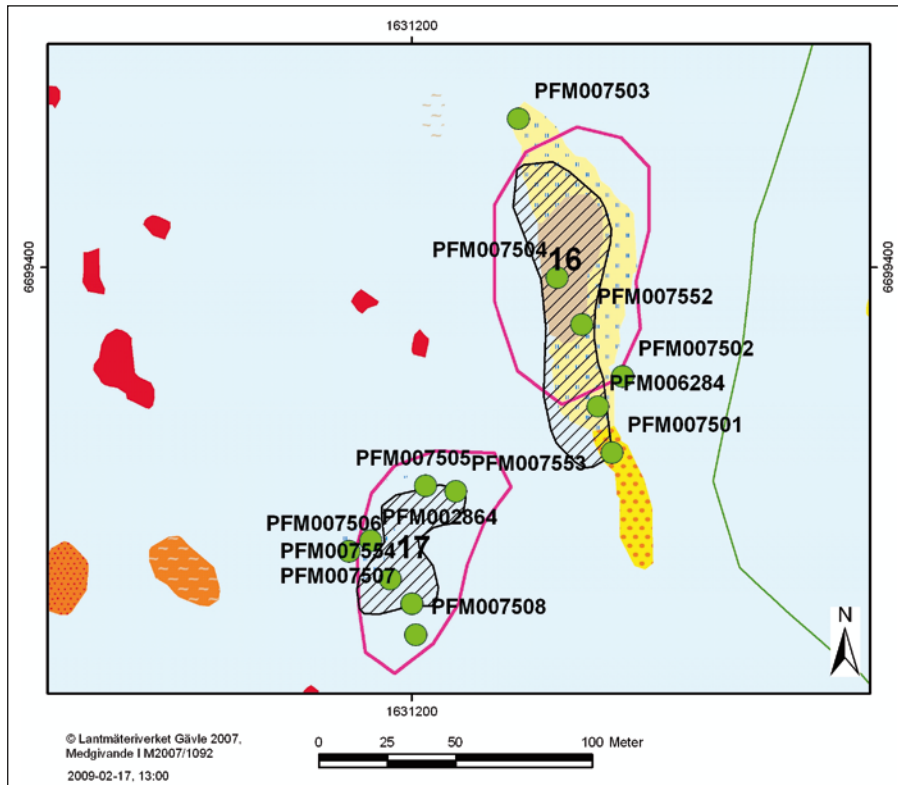 1631200
PFM007503
6699400
PFM007504
16
6699400
PFM007552
PFM007502
PFM006284
PFM007501
PFM007505
PFM007553
PFM002864
PFM007506
17
PFM007554
PFM007507
PFM007508
N
1631200
© Lantmäteriverket Gävle 2007,
Medgivande I M2007/1092
2009-02-17, 13:00
0 25 50 100 Meter